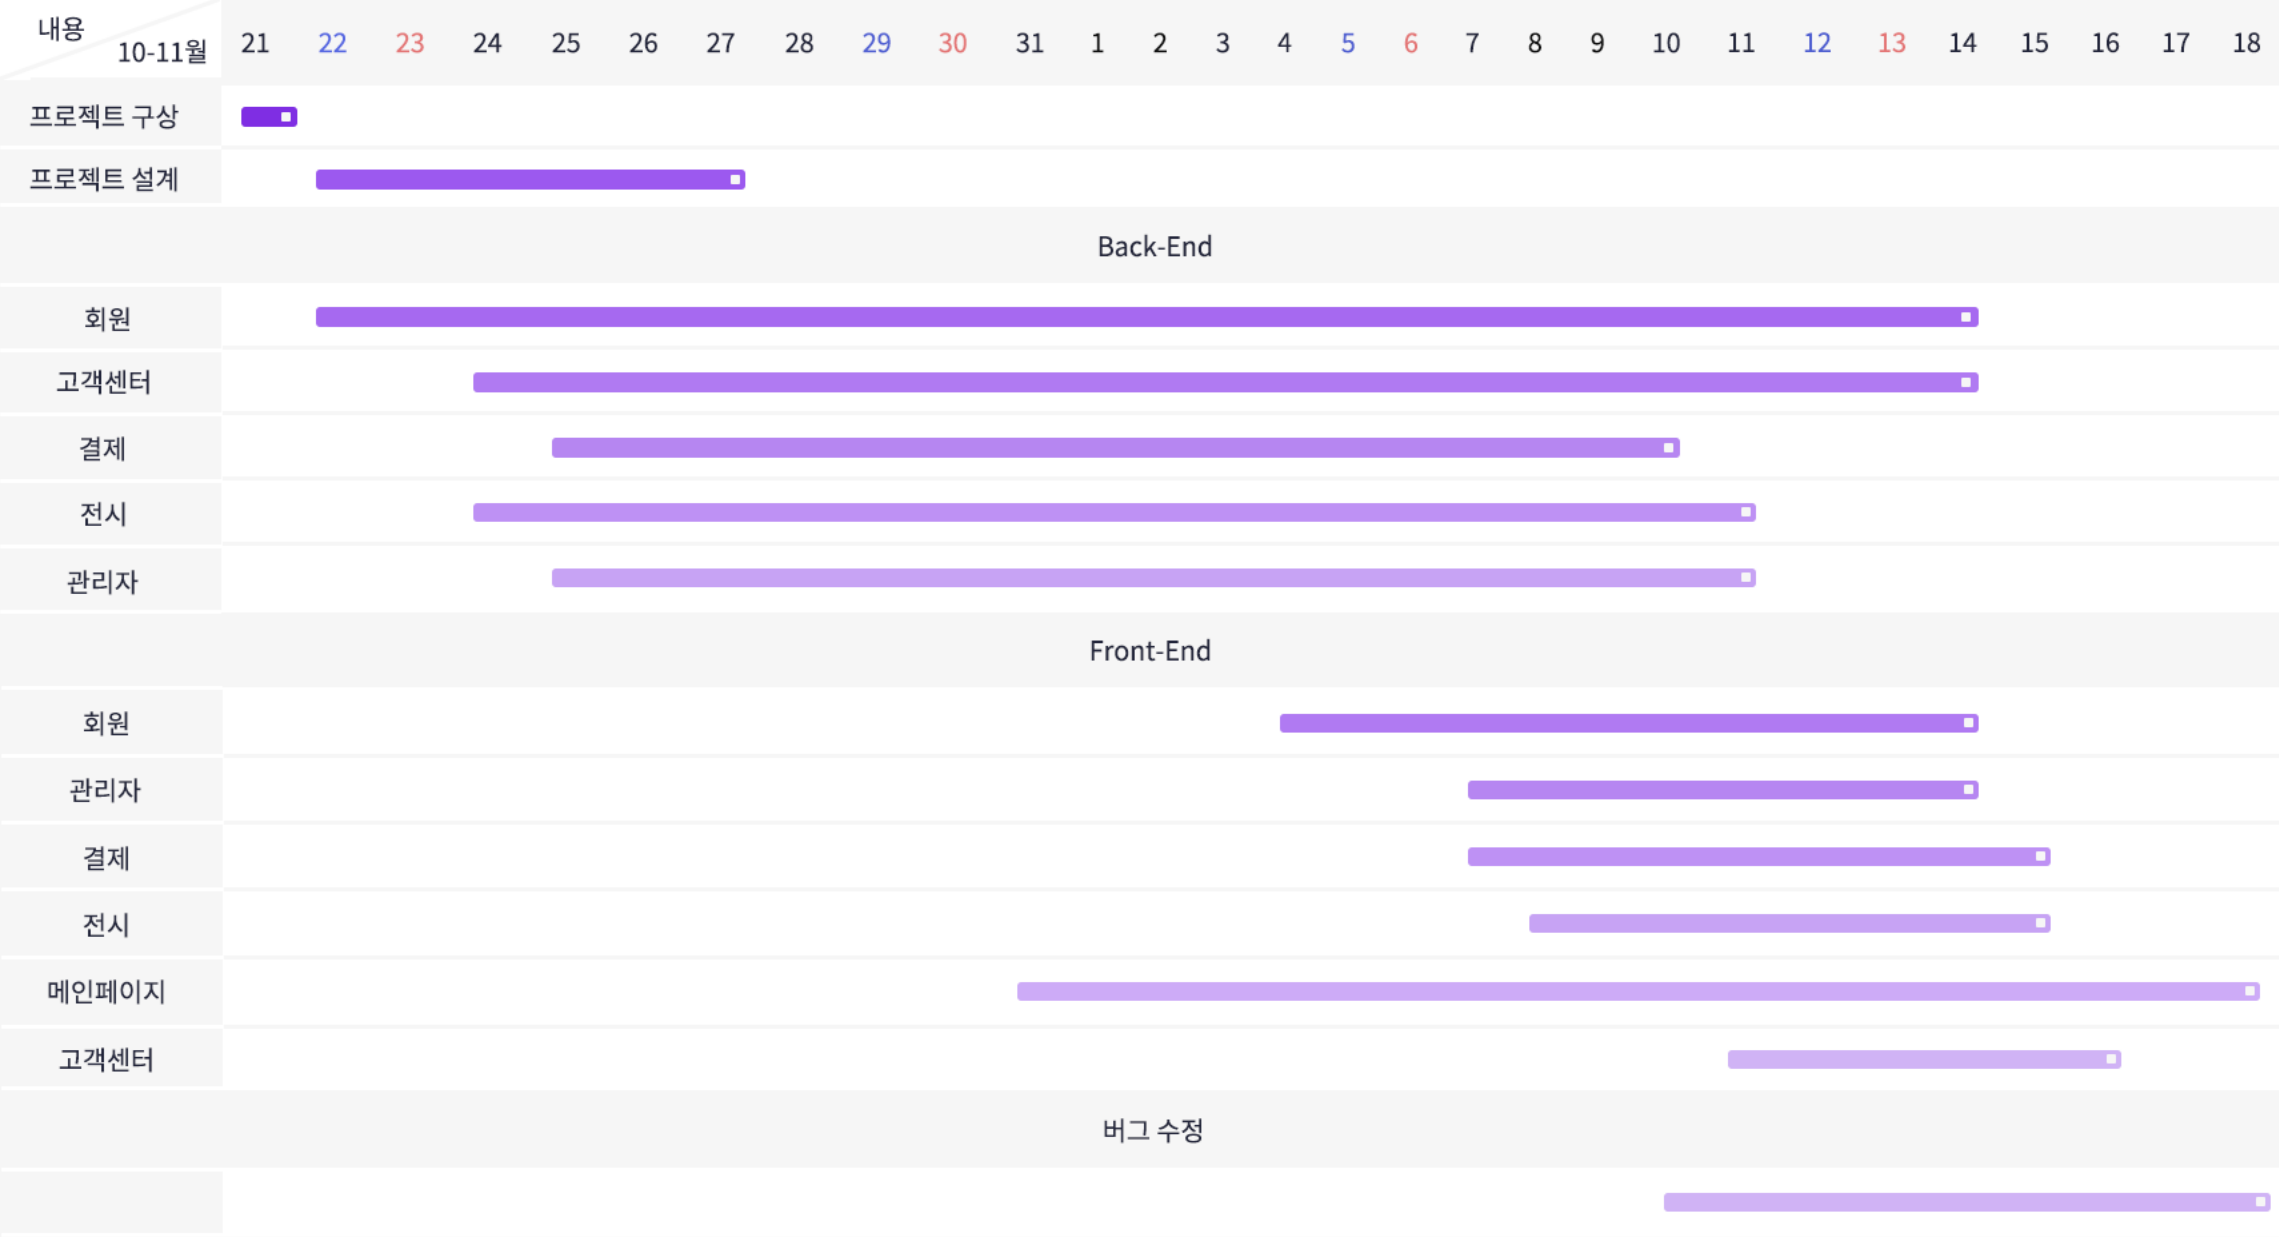 내용
10-11월 21 22 23 24 25 26 27 28 29 30 31 1 2 3 4 5 6 7 8 9 10 11 12 13 14 15 16 17 18
프로젝트 구상
프로젝트 설계
Back-End
회원
고객센터
결제
전시
관리자
Front-End
회원
관리자
결제
전시
메인페이지
고객센터
버그 수정